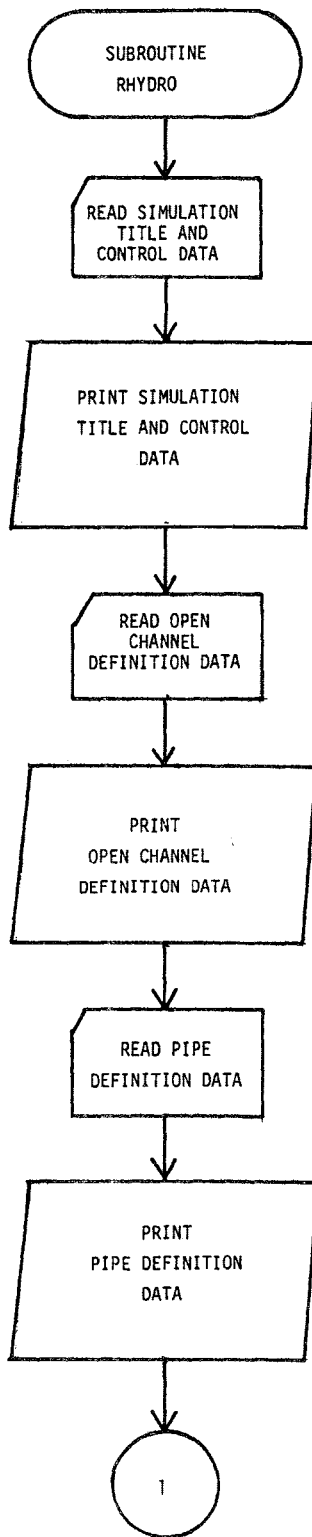 SUBROUTINE
RHYDRO
READ SIMULATION
TITLE AND
CONTROL DATA
PRINT SIMULATION
TITLE AND CONTROL
DATA
READ OPEN
CHANNEL
DEFINITION DATA
PRINT
OPEN CHANNEL
DEFINITION DATA
READ PIPE
DEFINITION DATA
PRINT
PIPE DEFINITION
DATA
1